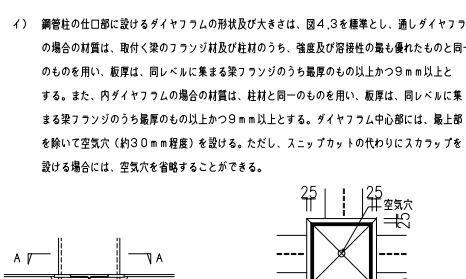 イ) 鋼管柱の仕口部に設けるダイヤフラムの形状及び大きさは、図4.3を標準とし、通しダイヤフラ
の場合の材質は、取付く梁のフランジ材及び柱材のうち、強度及び溶接性の最も優れたものと同一
のものを用い、板厚は、同レベルに集まる梁フランジのうち最厚のもの以上かつ9mm以上と
する。また、内ダイヤフラムの場合の材質は、柱材と同一のものを用い、板厚は、同レベルに集
まる梁フランジのうち最厚のもの以上かつ9mm以上とする。ダイヤフラム中心部には、最上部
を除いて空気穴(約30mm程度)を設ける。ただし、スニップカットの代わりにスカラップを
設ける場合には、空気穴を省略することができる。
25 25
空気穴
25
A A